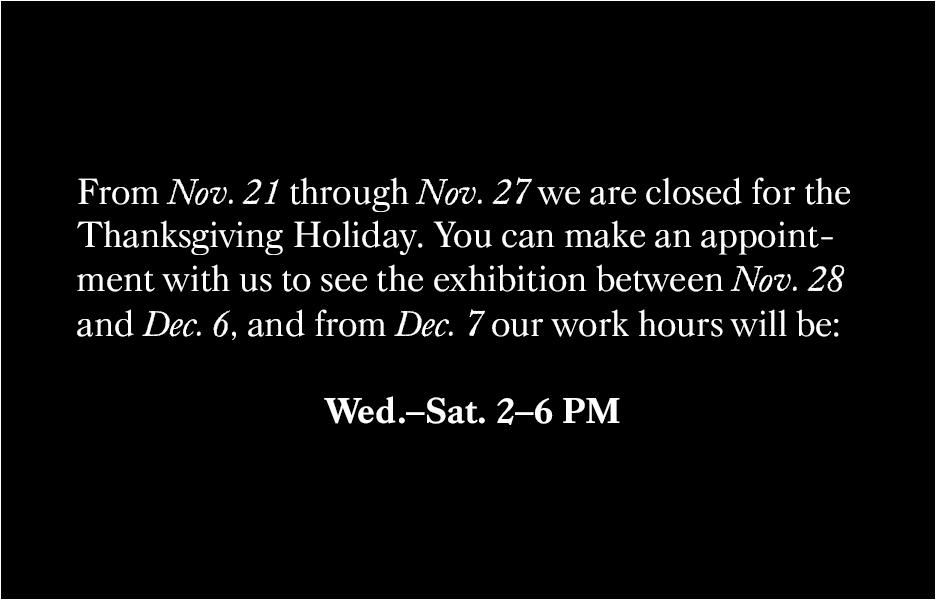 From Nov. 21 through Nov. 27 we are closed for the
Thanksgiving Holiday. You can make an appoint-
ment with us to see the exhibition between Nov. 28
and Dec. 6, and from Dec. 7 our work hours will be:
Wed.–Sat. 2–6 PM